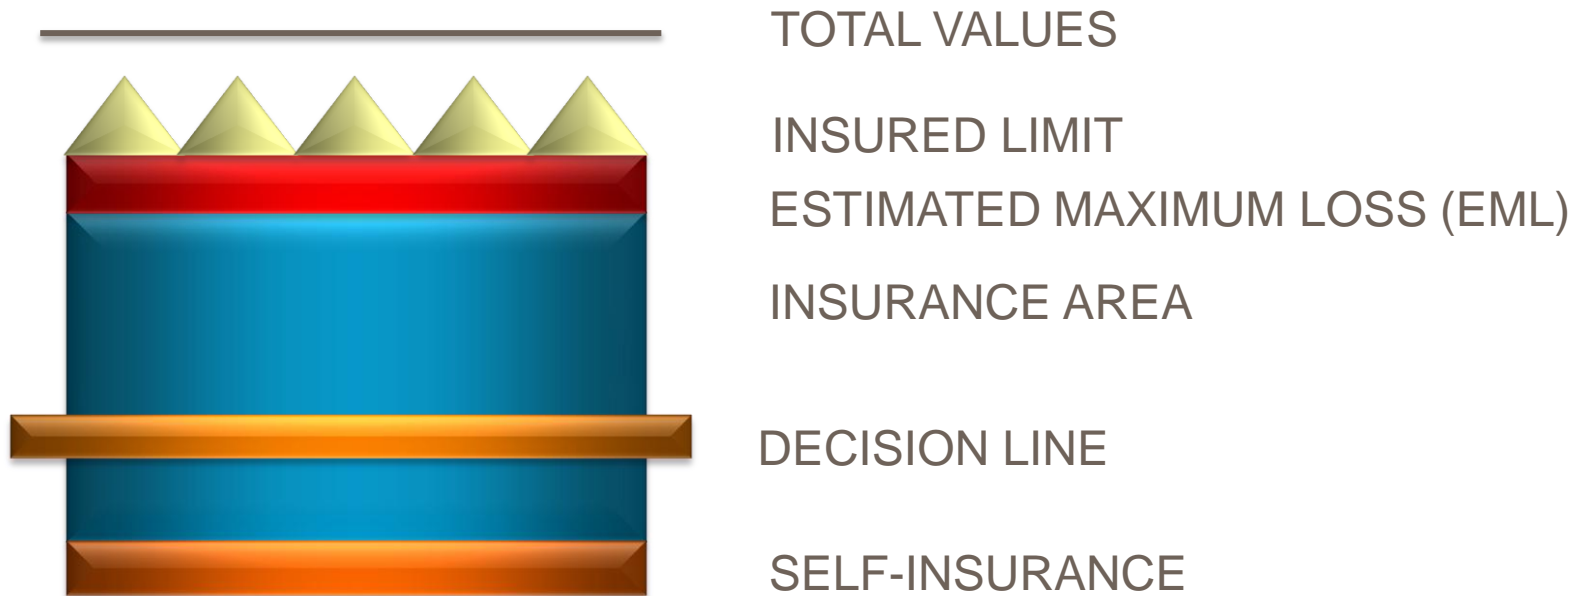 TOTAL VALUES
INSURED LIMIT
ESTIMATED MAXIMUM LOSS (EML)
INSURANCE AREA
DECISION LINE
SELF-INSURANCE